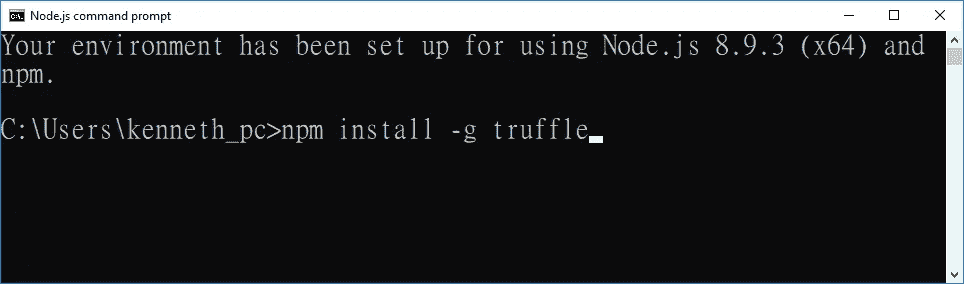 Node.js command prompt
Your environment has been set up for using Node.js 8.9.3 (x64) and
npm.
C:\Users\kenneth_pc>npm install -g truffle